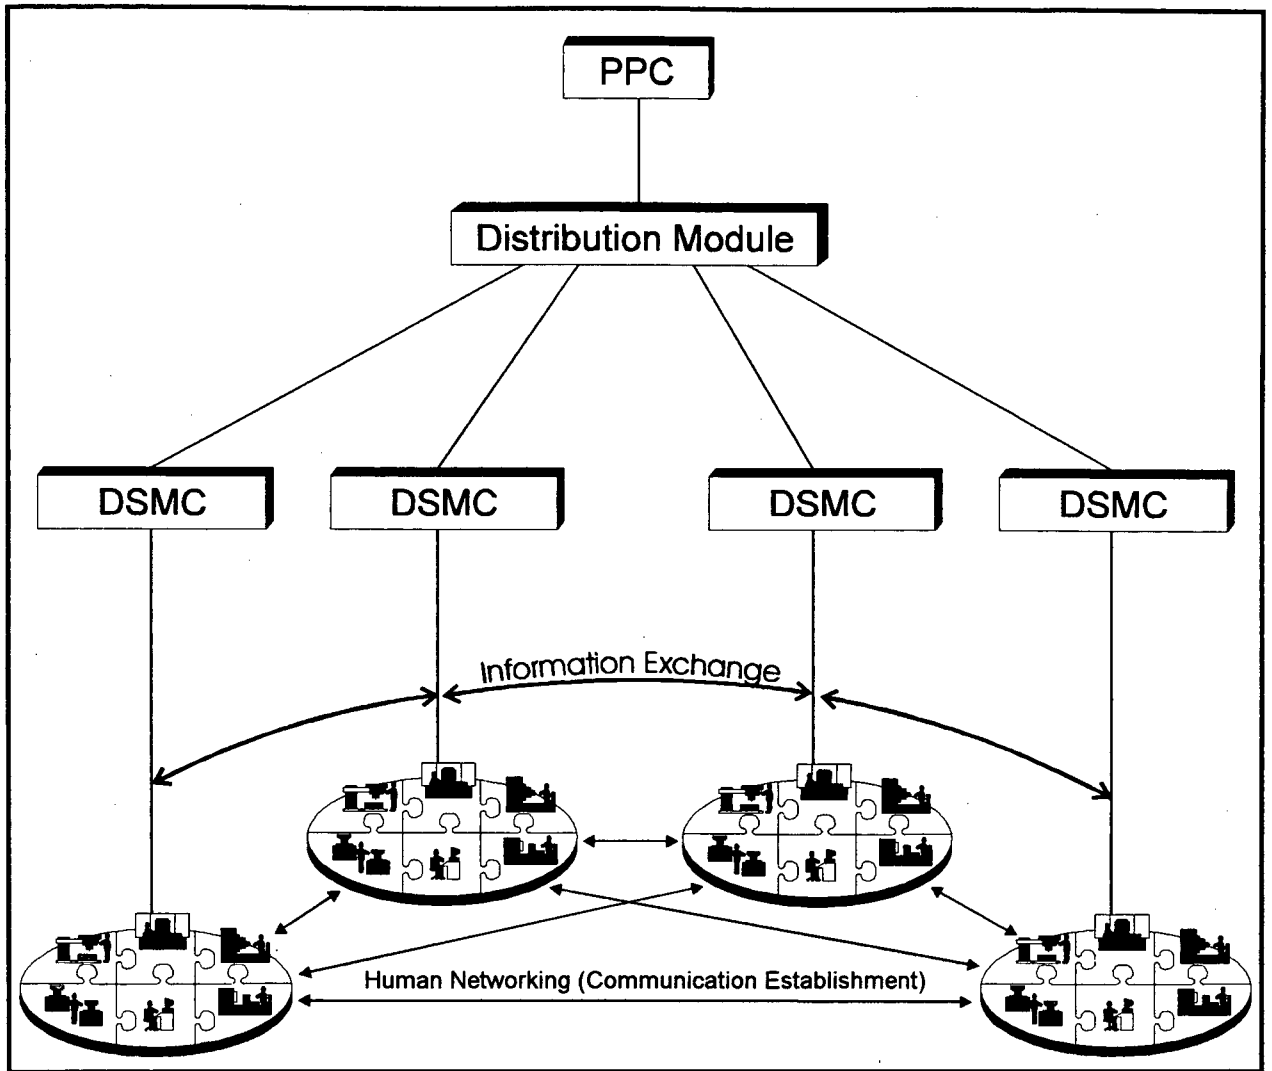 PPC
Distribution Module
DSMC
DSMC
DSMC
DSMC
Information Exchange
Human Networking (Communication Establishment)